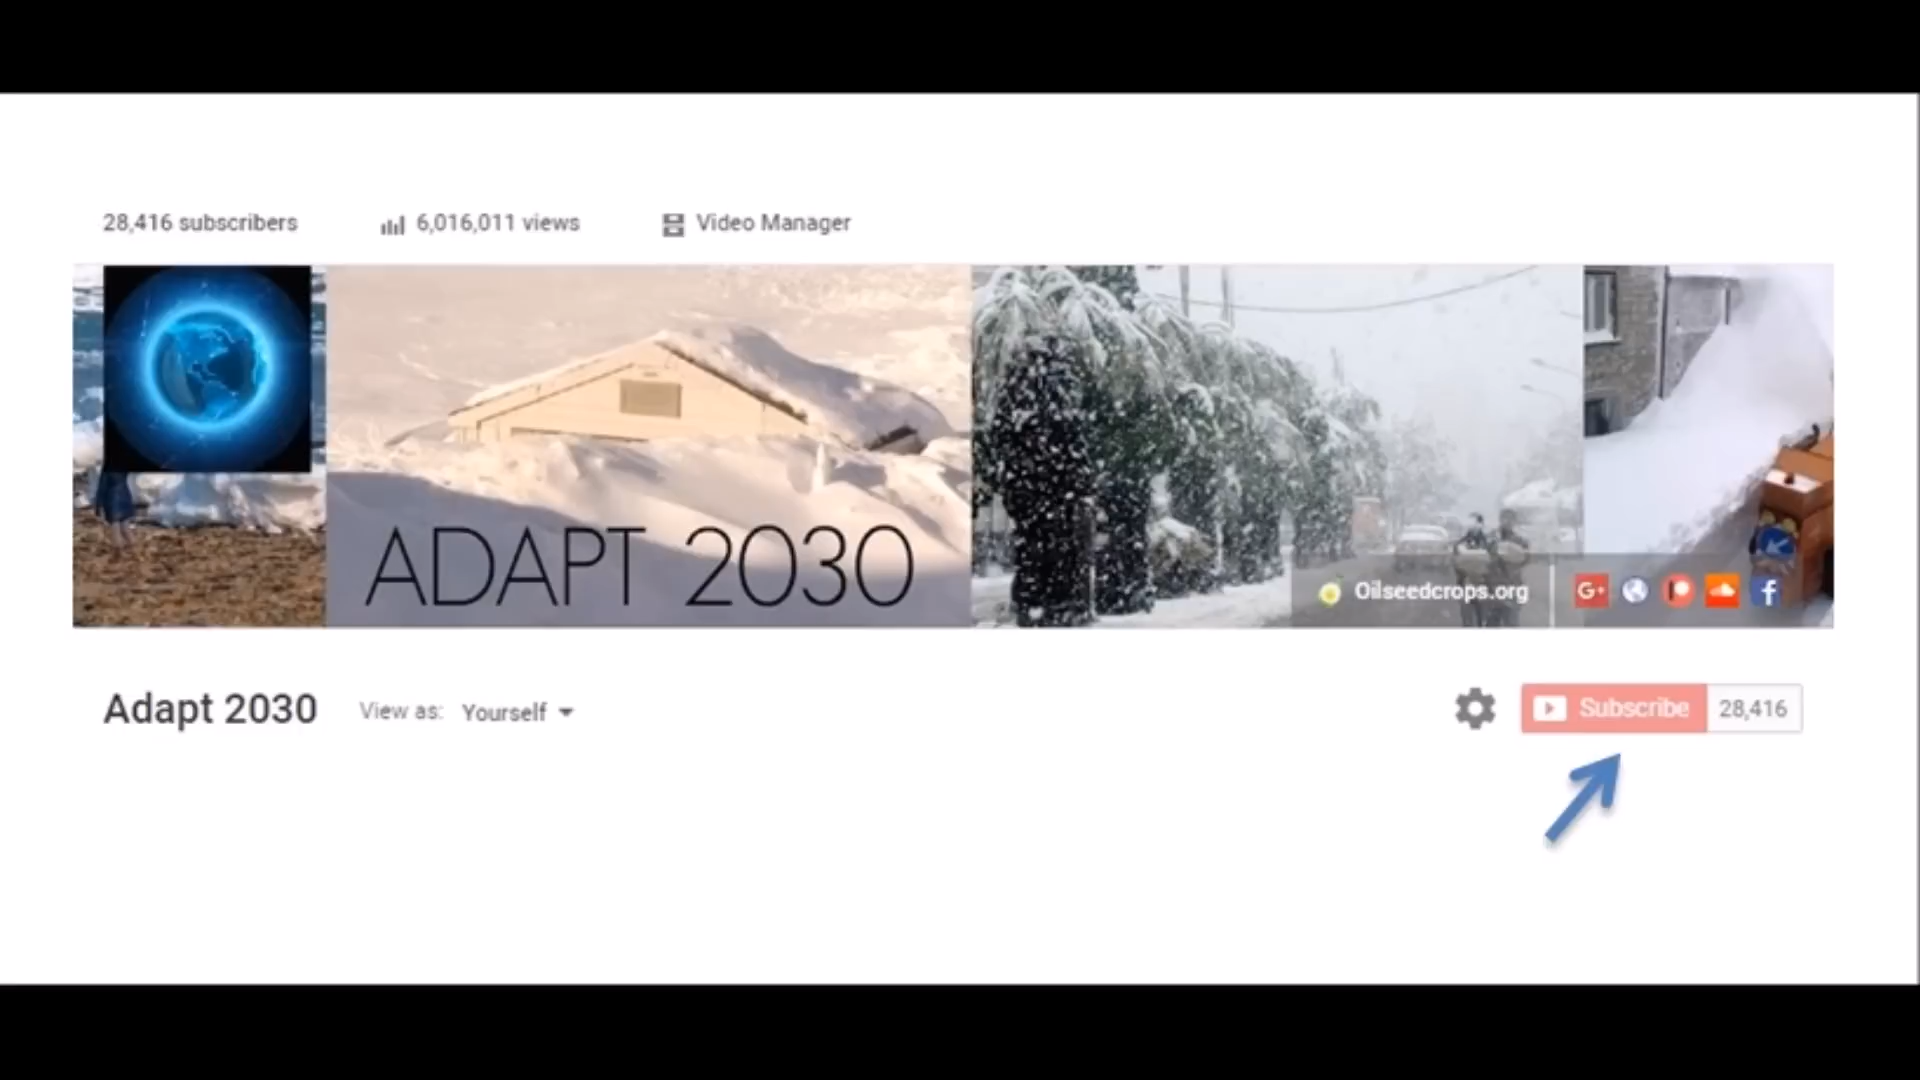 28,416 subscribers
6,016,011 views
Video Manager
ADAPT 2030
Oilseedcrops.org
G+
f
Adapt 2030
View as: Yourself
Subscribe
28,416